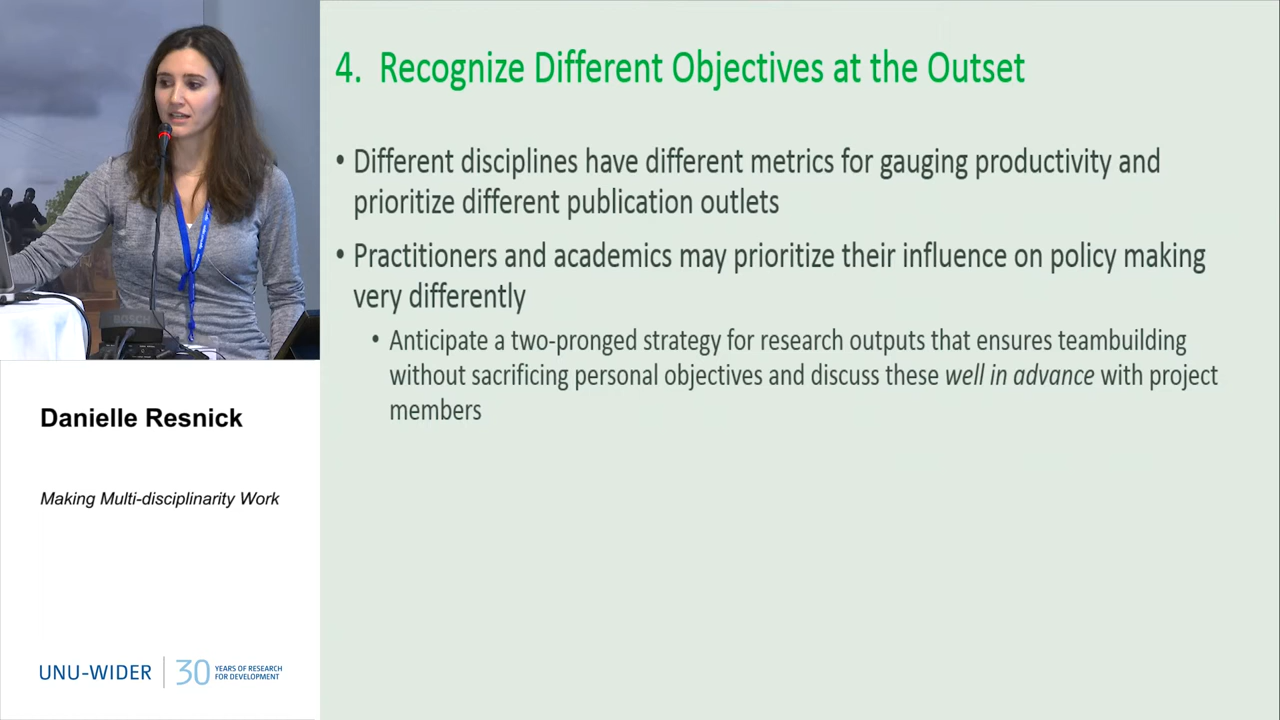 4. Recognize Different Objectives at the Outset
• Different disciplines have different metrics for gauging productivity and
prioritize different publication outlets
• Practitioners and academics may prioritize their influence on policy making
very differently
• Anticipate a two-pronged strategy for research outputs that ensures teambuilding
without sacrificing personal objectives and discuss these well in advance with project
members
BOSCH
Danielle Resnick
Making Multi-disciplinarity Work
UNU-WIDER
30
YEARS OF RESEARCH
FOR DEVELOPMENT